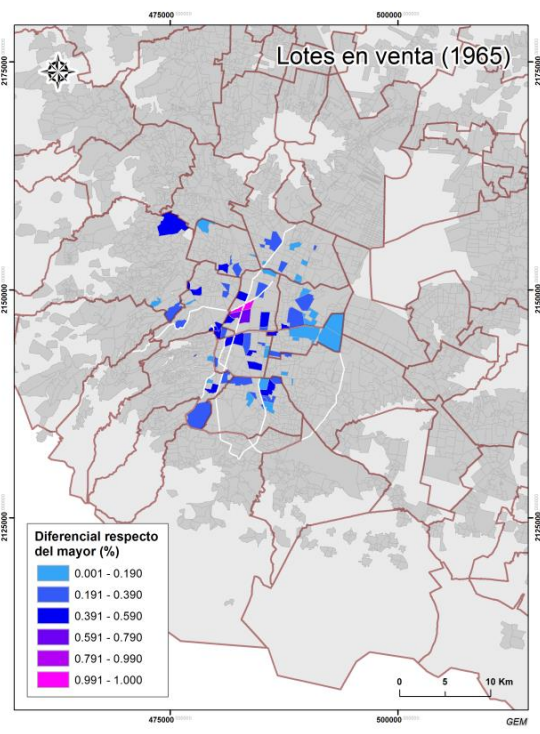 475000
500000
Lotes en venta (1965)
2175000
2175000
2150000
2150000
2125000
2125000
Diferencial respecto
del mayor (%)
0.001 - 0.190
0.191 - 0.390
0.391 - 0.590
0.591 - 0.790
0.791 - 0.990
0.991 - 1.000
0 5 10 Km
475000
500000
GEM